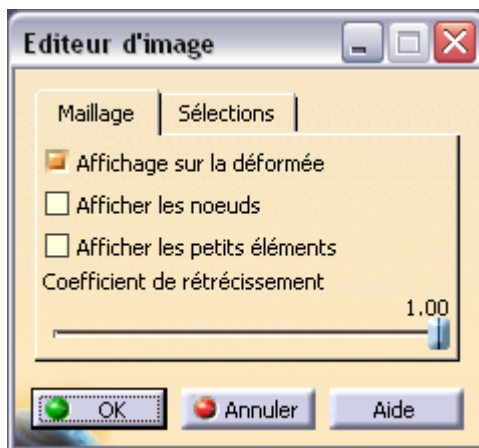 Editeur d'image
Maillage Sélections
Affichage sur la déformée
Afficher les noeuds
Afficher les petits éléments
Coefficient de rétrécissement
1.00
OK Annuler Aide